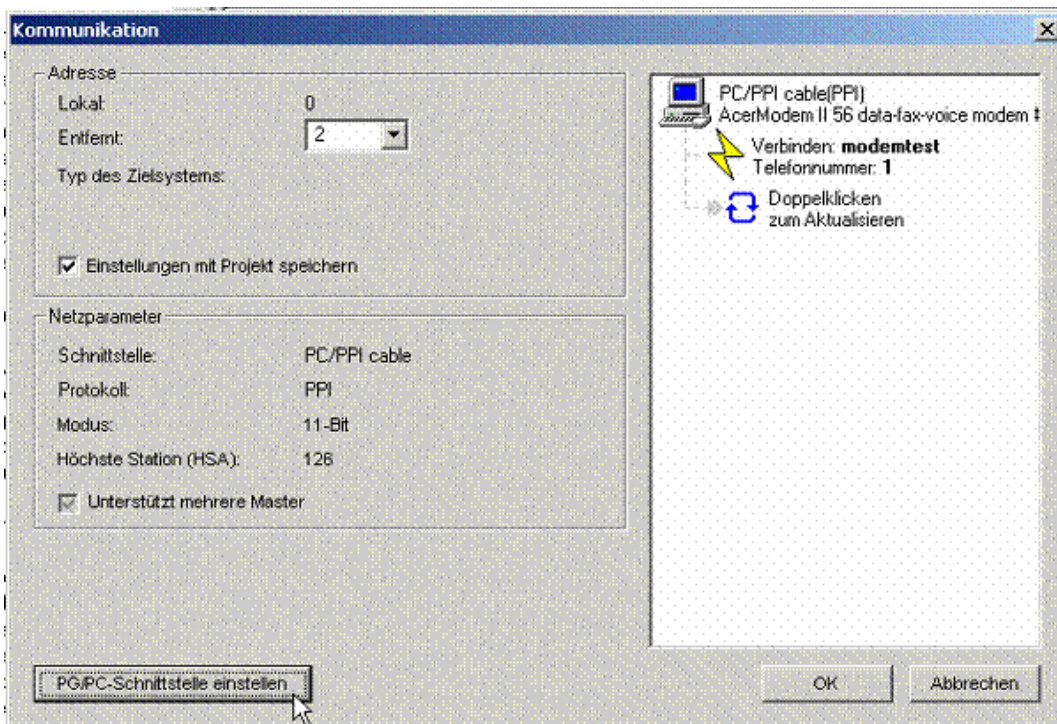 Kommunikation
Adresse
Lokal: 0
Entfernt: 2
Typ des Zielsystems:
Einstellungen mit Projekt speichern
Netzparameter
Schnittstelle: PC/PPI cable
Protokoll: PPI
Modus: 11-Bit
Höchste Station (HSA): 126
Unterstützt mehrere Master
PG/PC-Schnittstelle einstellen
PC/PPI cable(PPI)
AcerModem II 56 data-fax-voice modem
Verbinden: modemtest
Telefonnummer: 1
Doppelklicken
zum Aktualisieren
OK
Abbrechen